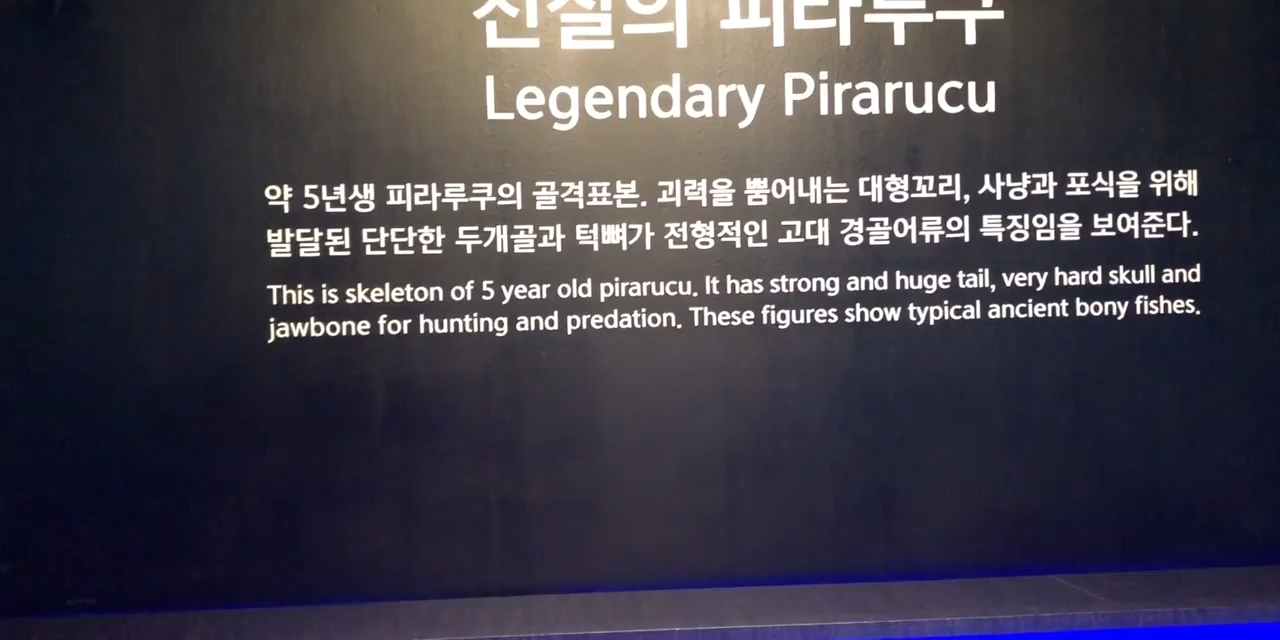 피라루쿠
Legendary Pirarucu
약 5년생 피라루쿠의 골격표본. 괴력을 뿜어내는 대형꼬리, 사냥과 포식을 위해
발달된 단단한 두개골과 턱뼈가 전형적인 고대 경골어류의 특징임을 보여준다.
This is skeleton of 5 year old pirarucu. It has strong and huge tail, very hard skull and
jawbone for hunting and predation. These figures show typical ancient bony fishes.